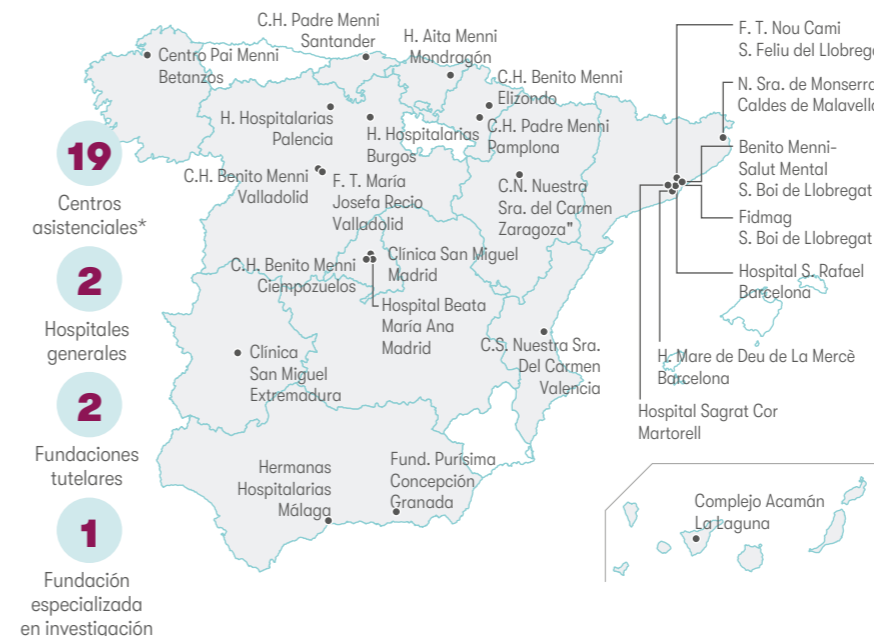 19
Centros
asistenciales*
2
Hospitales
generales
2
Fundaciones
tutelares
1
Fundación
especializada
en investigación
Centro Pai Menni
Betanzos
C.H. Padre Menni
Santander
H. Aita Menni
Mondragón
C.H. Benito Menni
Elizondo
C.H. Padre Menni
Pamplona
H. Hospitalarias
Palencia
H. Hospitalarias
Burgos
C.H. Benito Menni
Valladolid
F. T. María
Josefa Recio
Valladolid
C.N. Nuestra
Sra. del Carmen
Zaragoza"
C.H. Benito Menni
Ciempozuelos
Clínica San Miguel
Madrid
Hospital Beata
María Ana
Madrid
Clínica
San Miguel
Extremadura
C.S. Nuestra Sra.
Del Carmen
Valencia
Hermanas
Hospitalarias
Málaga
Fund. Purísima
Concepción
Granada
F. T. Nou Cami
S. Feliu del
N. Sra. de
Caldes de
Benito Menni-
Salut Mental
S. Boi de Llobregat
Fidmag
S. Boi de Llobregat
Hospital S. Rafael
Barcelona
H. Mare de Deu de La Mercè
Barcelona
Hospital Sagrat Cor
Martorell
Complejo Acamán
La Laguna